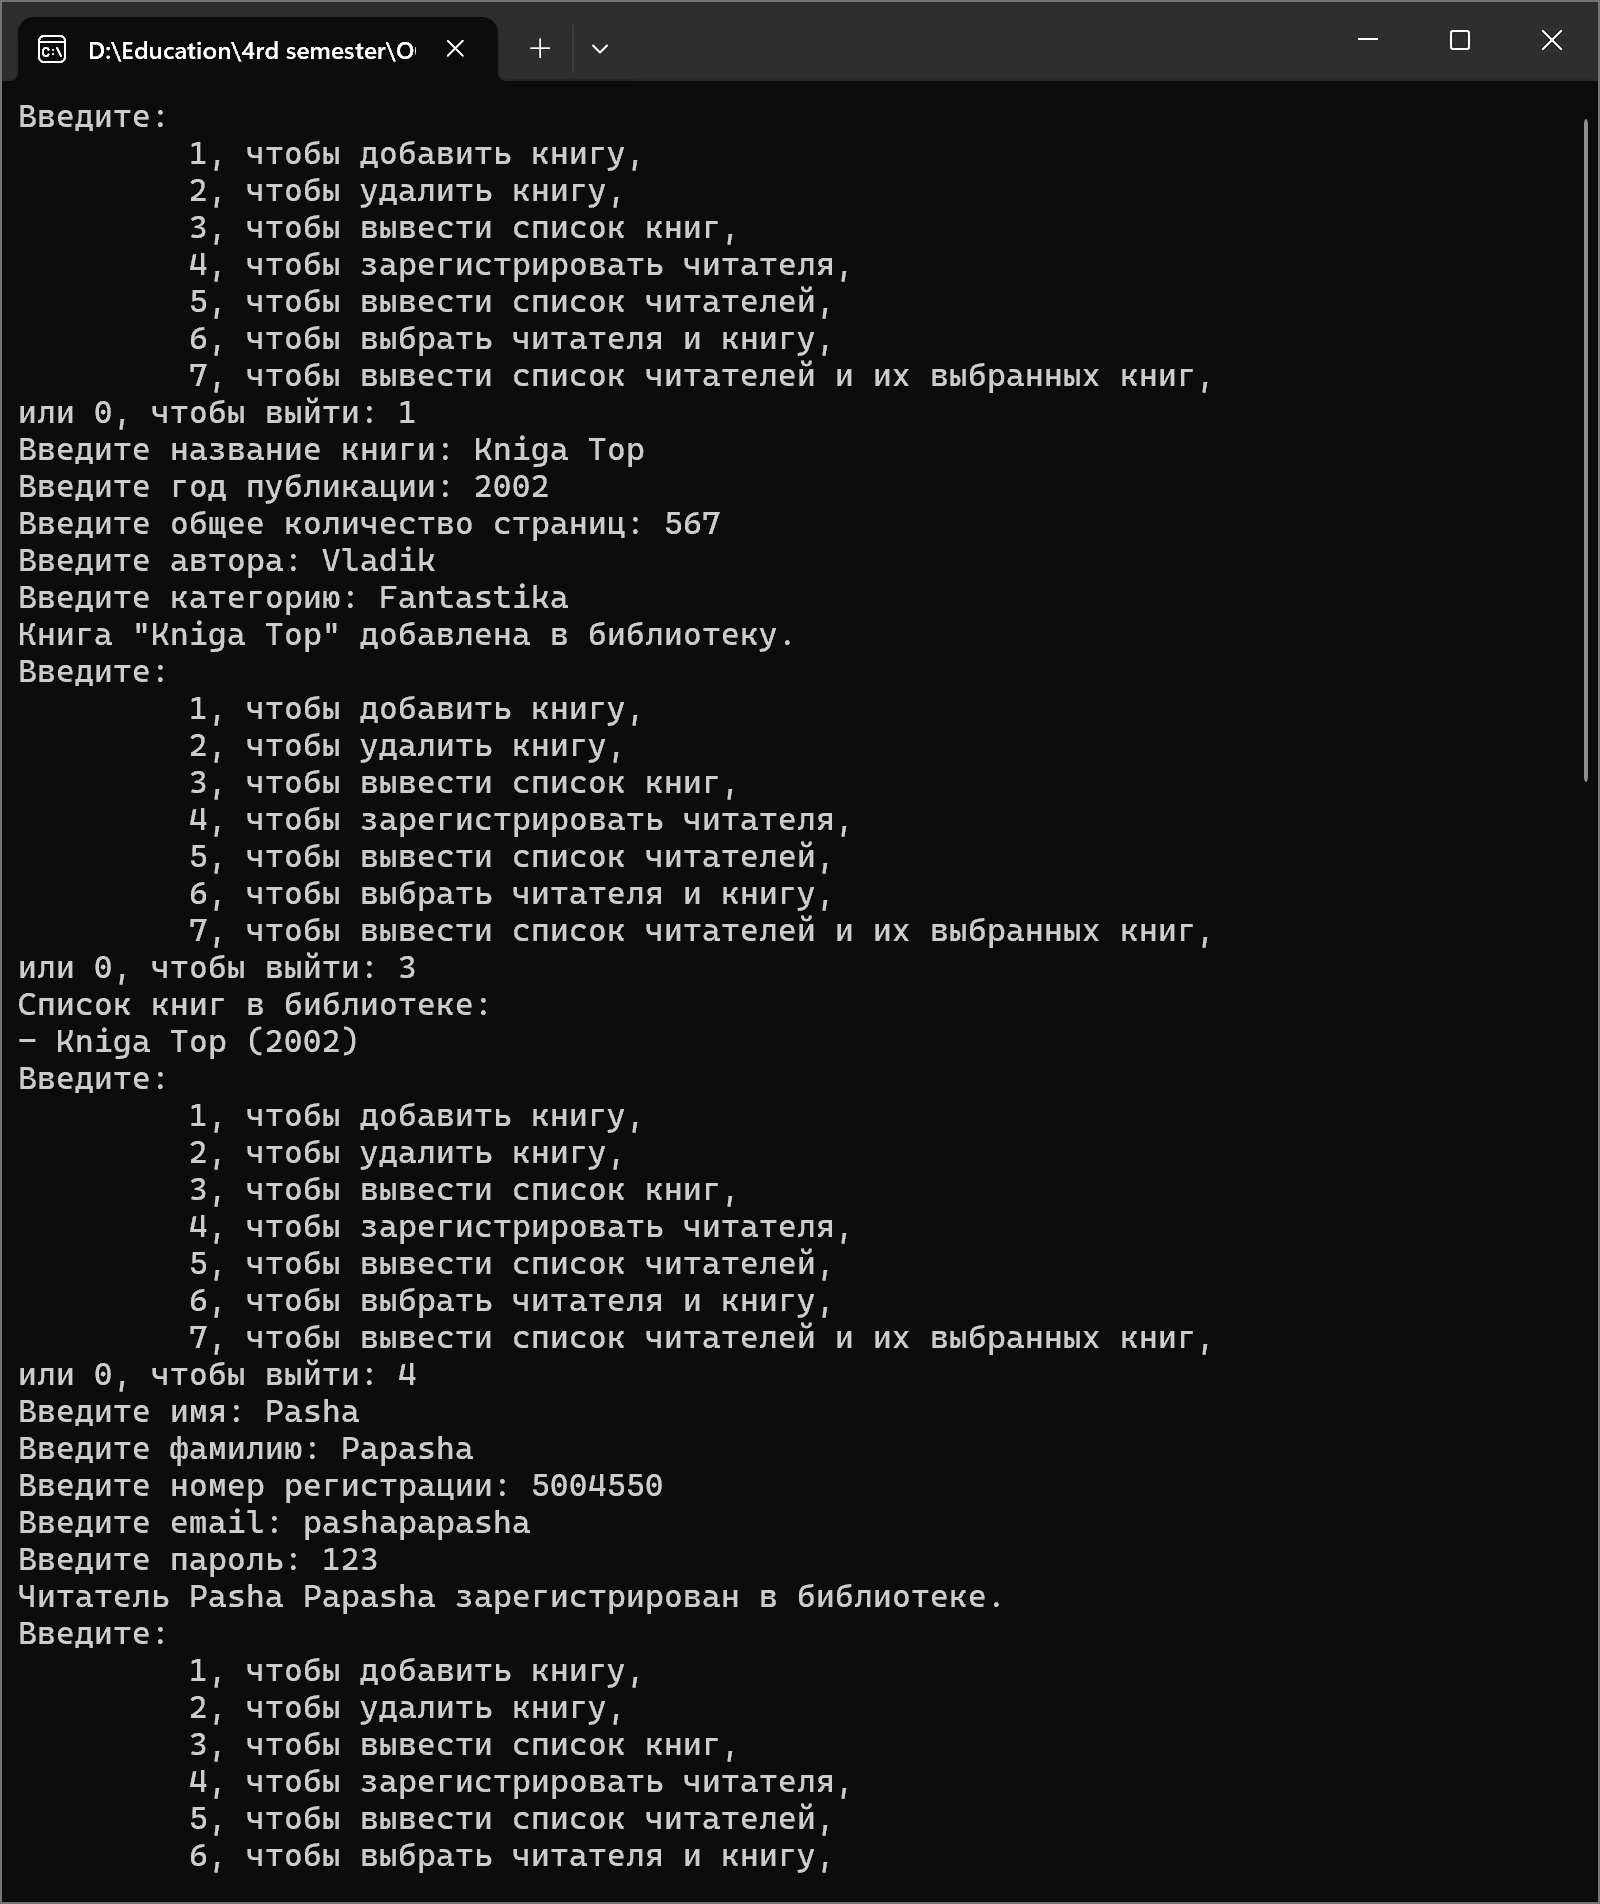 D:\Education\4rd semester\O
Введите:
1, чтобы добавить книгу,
2, чтобы удалить книгу,
3, чтобы вывести список книг,
4, чтобы зарегистрировать читателя,
5, чтобы вывести список читателей,
6, чтобы выбрать читателя и книгу,
7, чтобы вывести список читателей и их выбранных книг,
или 0, чтобы выйти: 1
Введите название книги: Kniga Top
Введите год публикации: 2002
Введите общее количество страниц: 567
Введите автора: Vladik
Введите категорию: Fantastika
Книга "Kniga Top" добавлена в библиотеку.
Введите:
1, чтобы добавить книгу,
2, чтобы удалить книгу,
3, чтобы вывести список книг,
4, чтобы зарегистрировать читателя,
5, чтобы вывести список читателей,
6, чтобы выбрать читателя и книгу,
7, чтобы вывести список читателей и их выбранных книг,
или 0, чтобы выйти: 3
Список книг в библиотеке:
- Kniga Top (2002)
Введите:
1, чтобы добавить книгу,
2, чтобы удалить книгу,
3, чтобы вывести список книг,
4, чтобы зарегистрировать читателя,
5, чтобы вывести список читателей,
6, чтобы выбрать читателя и книгу,
7, чтобы вывести список читателей и их выбранных книг,
или 0, чтобы выйти: 4
Введите имя: Pasha
Введите фамилию: Papasha
Введите номер регистрации: 5004550
Введите email: pashapapasha
Введите пароль: 123
Читатель Pasha Papasha зарегистрирован в библиотеке.
Введите:
1, чтобы добавить книгу,
2, чтобы удалить книгу,
3, чтобы вывести список книг,
4, чтобы зарегистрировать читателя,
5, чтобы вывести список читателей,
6, чтобы выбрать читателя и книгу,